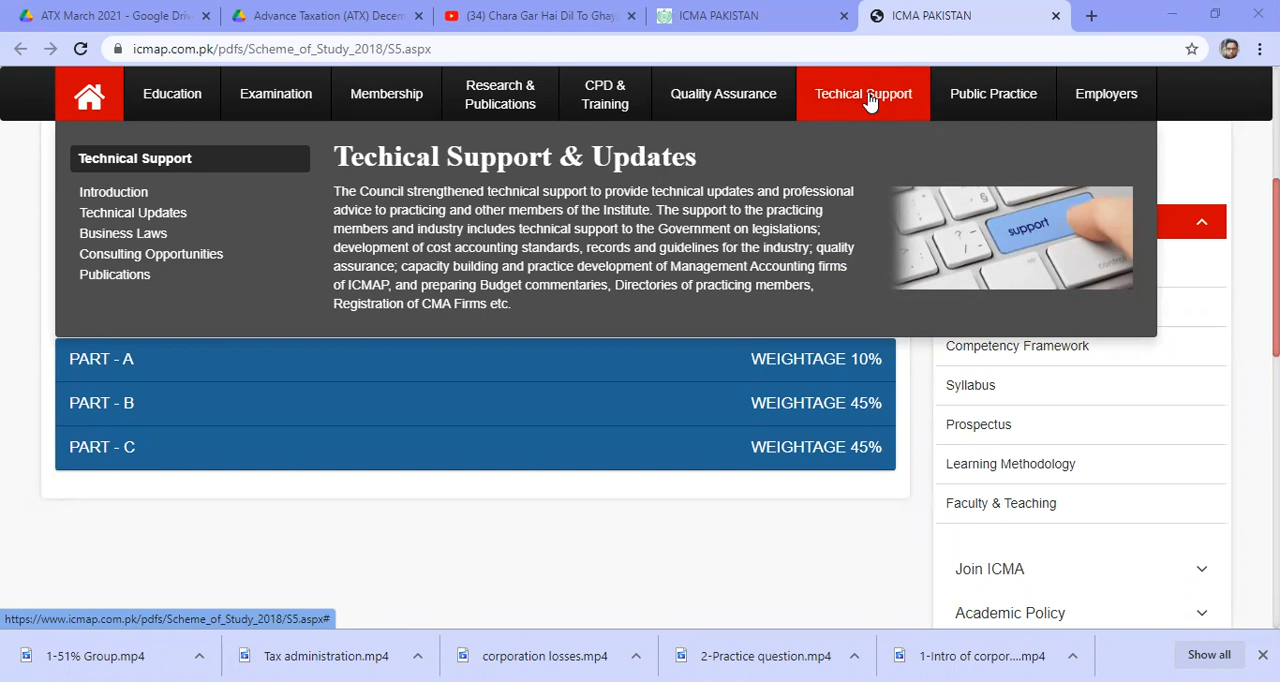 ATX March 2021 - Google Driv
Advance Taxation (ATX) Decem
(34) Chara Gar Hai Dil To Ghay
ICMA PAKISTAN
ICMA PAKISTAN
icmap.com.pk/pdfs/Scheme_of_Study_2018/S5.aspx
Education
Examination
Membership
Research &
Publications
CPD &
Training
Quality Assurance
Techical Support
Public Practice
Employers
Technical Support
Introduction
Technical Updates
Business Laws
Consulting Opportunities
Publications
Techical Support & Updates
The Council strengthened technical support to provide technical updates and professional
advice to practicing and other members of the Institute. The support to the practicing
members and industry includes technical support to the Government on legislations;
development of cost accounting standards, records and guidelines for the industry; quality
assurance; capacity building and practice development of Management Accounting firms
of ICMAP, and preparing Budget commentaries, Directories of practicing members,
Registration of CMA Firms etc.
support
control
PART - A WEIGHTAGE 10%
PART - B WEIGHTAGE 45%
PART - C WEIGHTAGE 45%
Competency Framework
Syllabus
Prospectus
Learning Methodology
Faculty & Teaching
Join ICMA
Academic Policy
https://www.icmap.com.pk/pdfs/Scheme_of_Study_2018/S5.aspx#
1-51% Group.mp4
Tax administration.mp4
corporation losses.mp4
2-Practice question.mp4
1-Intro of corpor....mp4
Show all